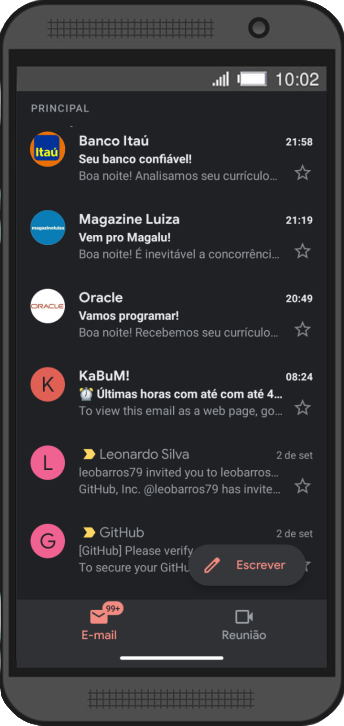 10:02
PRINCIPAL
Itaú
Banco Itaú
21:58
Seu banco confiável!
Boa noite! Analisamos seu currículo...
magazineluiza
Magazine Luiza
21:19
Vem pro Magalu!
Boa noite! É inevitável a concorrênci...
ORACLE
Oracle
20:49
Vamos programar!
Boa noite! Recebemos seu currículo...
K
KaBuM!
08:24
⏰ Últimas horas com até com até 4...
To view this email as a web page, go...
L
Leonardo Silva
2 de set
leobarros79 invited you to leobarros...
GitHub, Inc. @leobarros79 has invite...
G
GitHub
2 de set
[GitHub] Please verify
To secure your GitHu
Escrever
99+
E-mail
Reunião